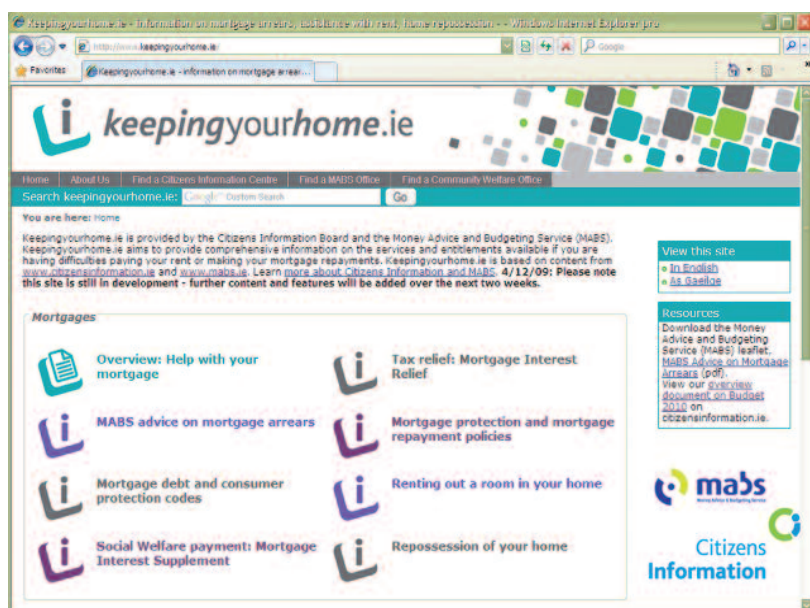 Keepingyourhome.ie - information on mortgage arrears, assistance with rent, home repossession - - Windows Internet Explorer pro
http://www.keepingyourhome.ie/
Google
Favorites
Keepingyourhome.ie - information on mortgage arrear...
keepingyourhome.ie
Home About Us Find a Citizens Information Centre Find a MABS Office Find a Community Welfare Office
Search keepingyourhome.ie: Google Custom Search Go
You are here: Home
Keepingyourhome.ie is provided by the Citizens Information Board and the Money Advice and Budgeting Service (MABS).
Keepingyourhome.ie aims to provide comprehensive information on the services and entitlements available if you are
having difficulties paying your rent or making your mortgage repayments. Keepingyourhome.ie is based on content from
www.citizensinformation.ie and www.mabs.ie. Learn more about Citizens Information and MABS. 4/12/09: Please note
this site is still in development - further content and features will be added over the next two weeks.
View this site
In English
As Gaeilge
Resources
Download the Money
Advice and Budgeting
Service (MABS) leaflet,
MABS Advice on Mortgage
Arrears (pdf).
View our overview
document on Budget
2010 on
citizensinformation.ie.
Mortgages
Overview: Help with your
mortgage
Tax relief: Mortgage Interest
Relief
MABS advice on mortgage arrears
Mortgage protection and mortgage
repayment policies
Mortgage debt and consumer
protection codes
Renting out a room in your home
Social Welfare payment: Mortgage
Interest Supplement
Repossession of your home
mabs
Money Advice & Budgeting Service
Citizens
Information